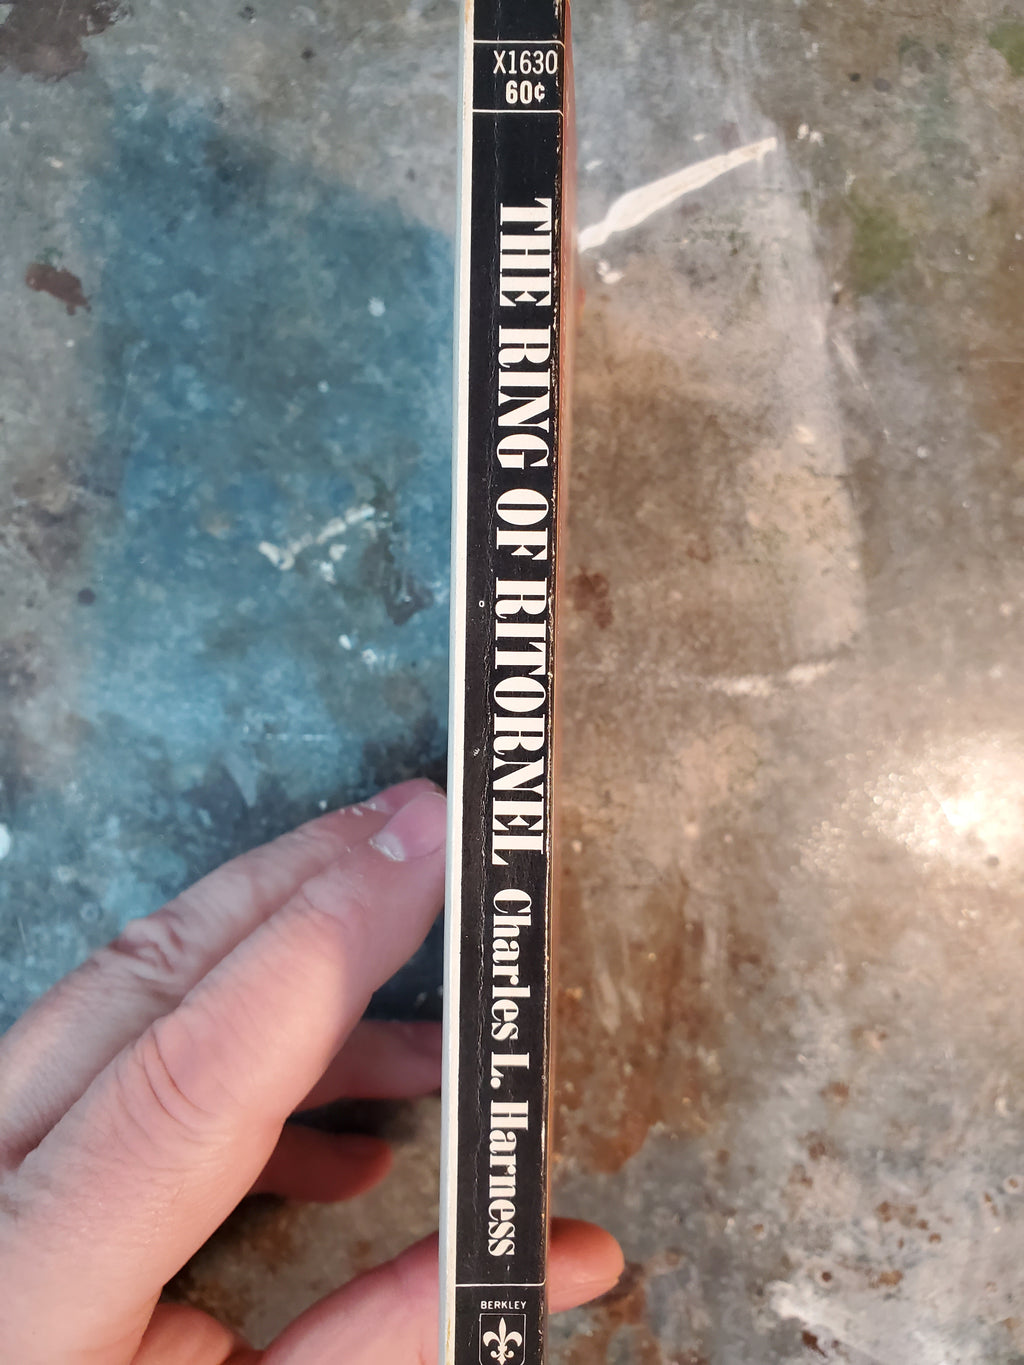 X1630
60¢
THE RING OF RITORNEL Charles L. Harness
BERKLEY